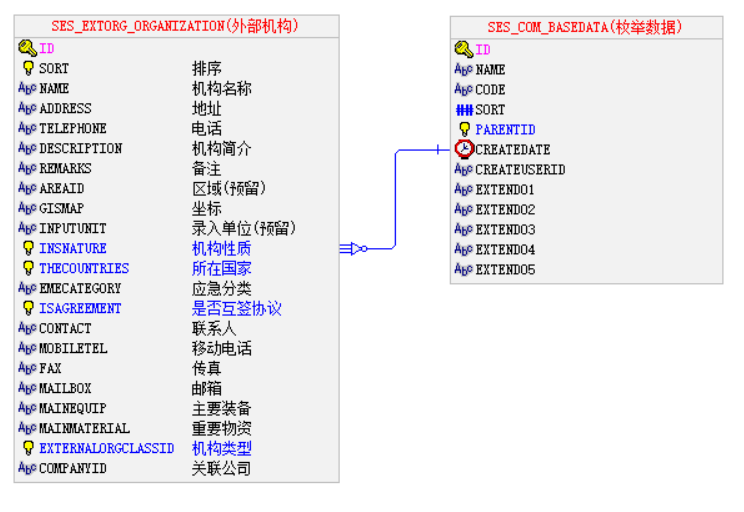 SES_EXTORG_ORGANIZATION(外部机构)
ID
SORT 排序
NAME 机构名称
ADDRESS 地址
TELEPHONE 电话
DESCRIPTION 机构简介
REMARKS 备注
AREAID 区域(预留)
GISMAP 坐标
INPUTUNIT 录入单位(预留)
INSNATURE 机构性质
THECOUNTRIES 所在国家
EMECATEGORY 应急分类
ISAGREEMENT 是否互签协议
CONTACT 联系人
MOBILETEL 移动电话
FAX 传真
MAILBOX 邮箱
MAINEQUIP 主要装备
MAINMATERIAL 重要物资
EXTERNALORGCLASSID 机构类型
COMPANYID 关联公司
SES_COM_BASEDATA(枚举数据)
ID
NAME
CODE
SORT
PARENTID
CREATEDATE
CREATEUSERID
EXTEND01
EXTEND02
EXTEND03
EXTEND04
EXTEND05